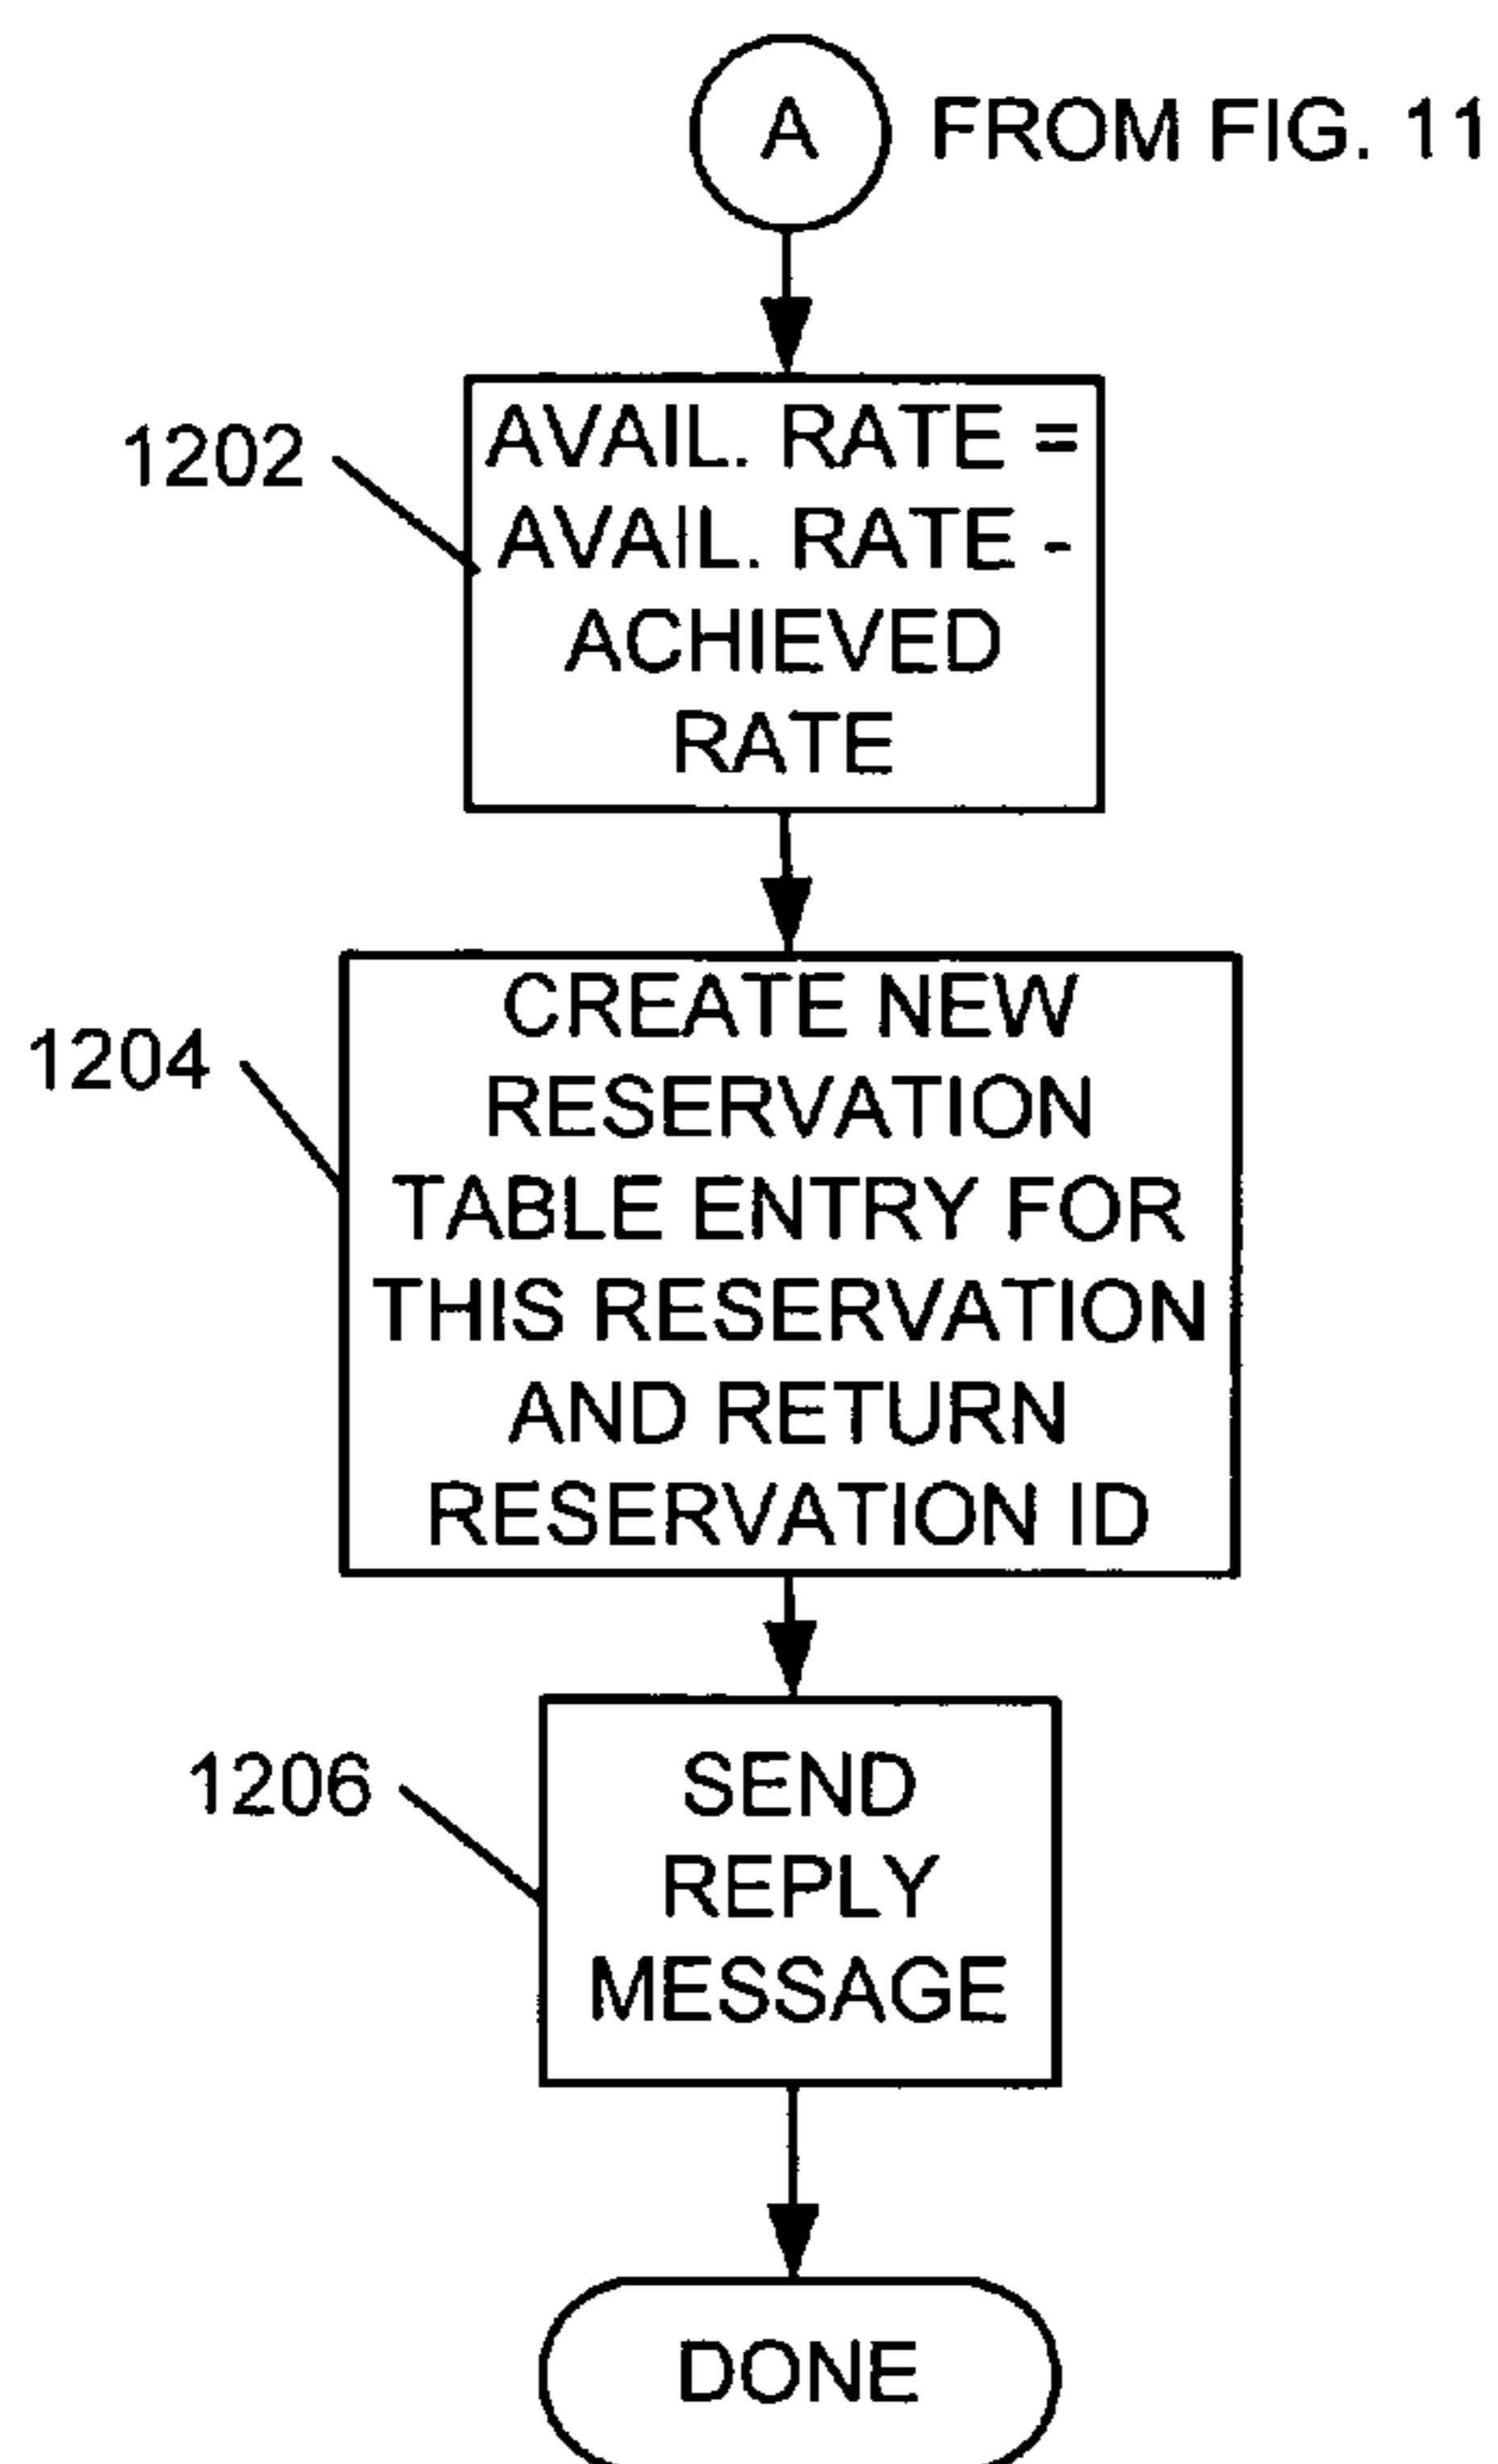 A FROM FIG. 11
1202
AVAIL. RATE =
AVAIL. RATE -
ACHIEVED
RATE
1204
CREATE NEW
RESERVATION
TABLE ENTRY FOR
THIS RESERVATION
AND RETURN
RESERVATION ID
1206
SEND
REPLY
MESSAGE
DONE